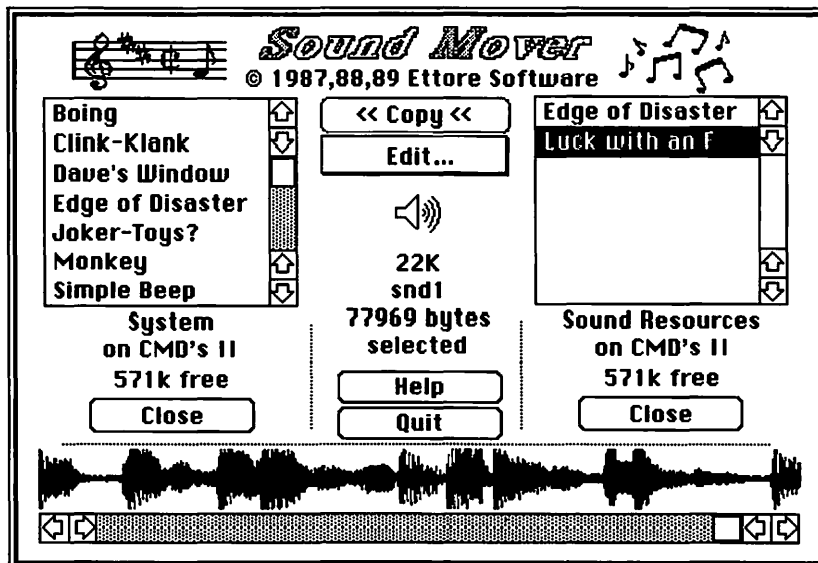 Sound Mover
© 1987,88,89 Ettore Software
Boing
Clink-Klank
Dave's Window
Edge of Disaster
Joker-Toys?
Monkey
Simple Beep
System
on CMD's II
571k free
Close
<< Copy <<
Edit...
22K
snd1
77969 bytes
selected
Help
Quit
Edge of Disaster
Luck with an F
Sound Resources
on CMD's II
571k free
Close